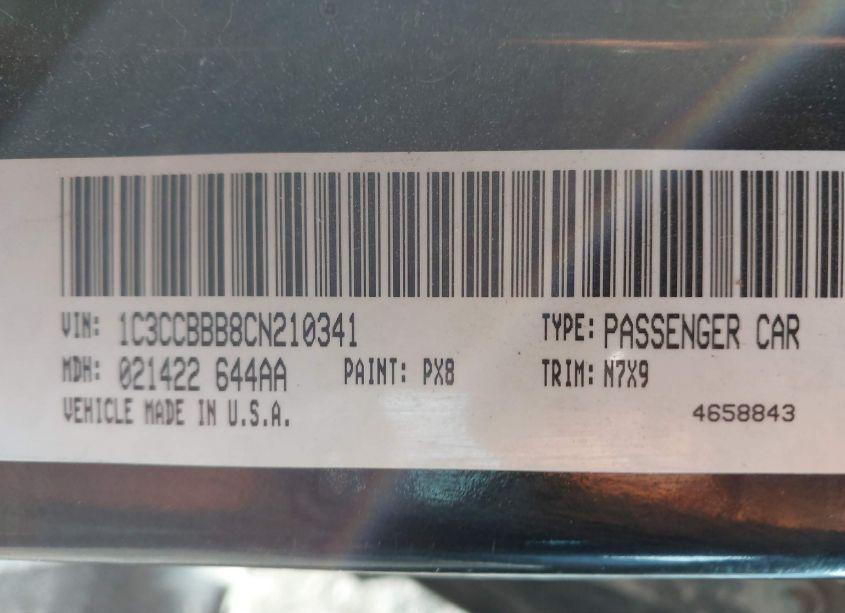 VIN: 1C3CCBBB8CN210341 TYPE: PASSENGER CAR
MDH: 021422 644AA PAINT: PX8 TRIM: N7X9
VEHICLE MADE IN U.S.A. 4658843